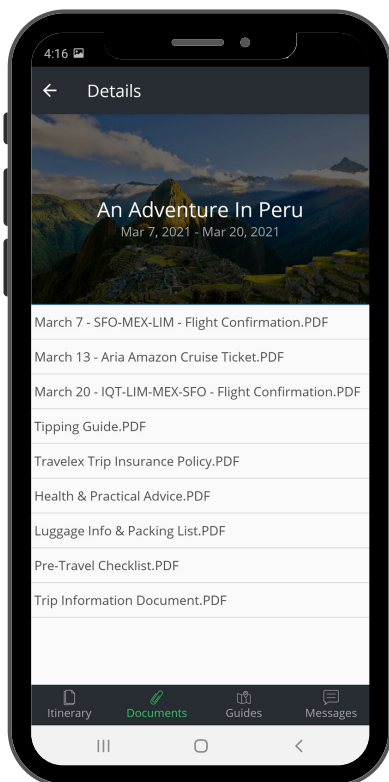 4:16
Details
An Adventure In Peru
Mar 7, 2021 - Mar 20, 2021
March 7 - SFO-MEX-LIM - Flight Confirmation.PDF
March 13 - Aria Amazon Cruise Ticket.PDF
March 20 - IQT-LIM-MEX-SFO - Flight Confirmation.PDF
Tipping Guide.PDF
Travelex Trip Insurance Policy.PDF
Health & Practical Advice.PDF
Luggage Info & Packing List.PDF
Pre-Travel Checklist.PDF
Trip Information Document.PDF
Itinerary Documents Guides Messages